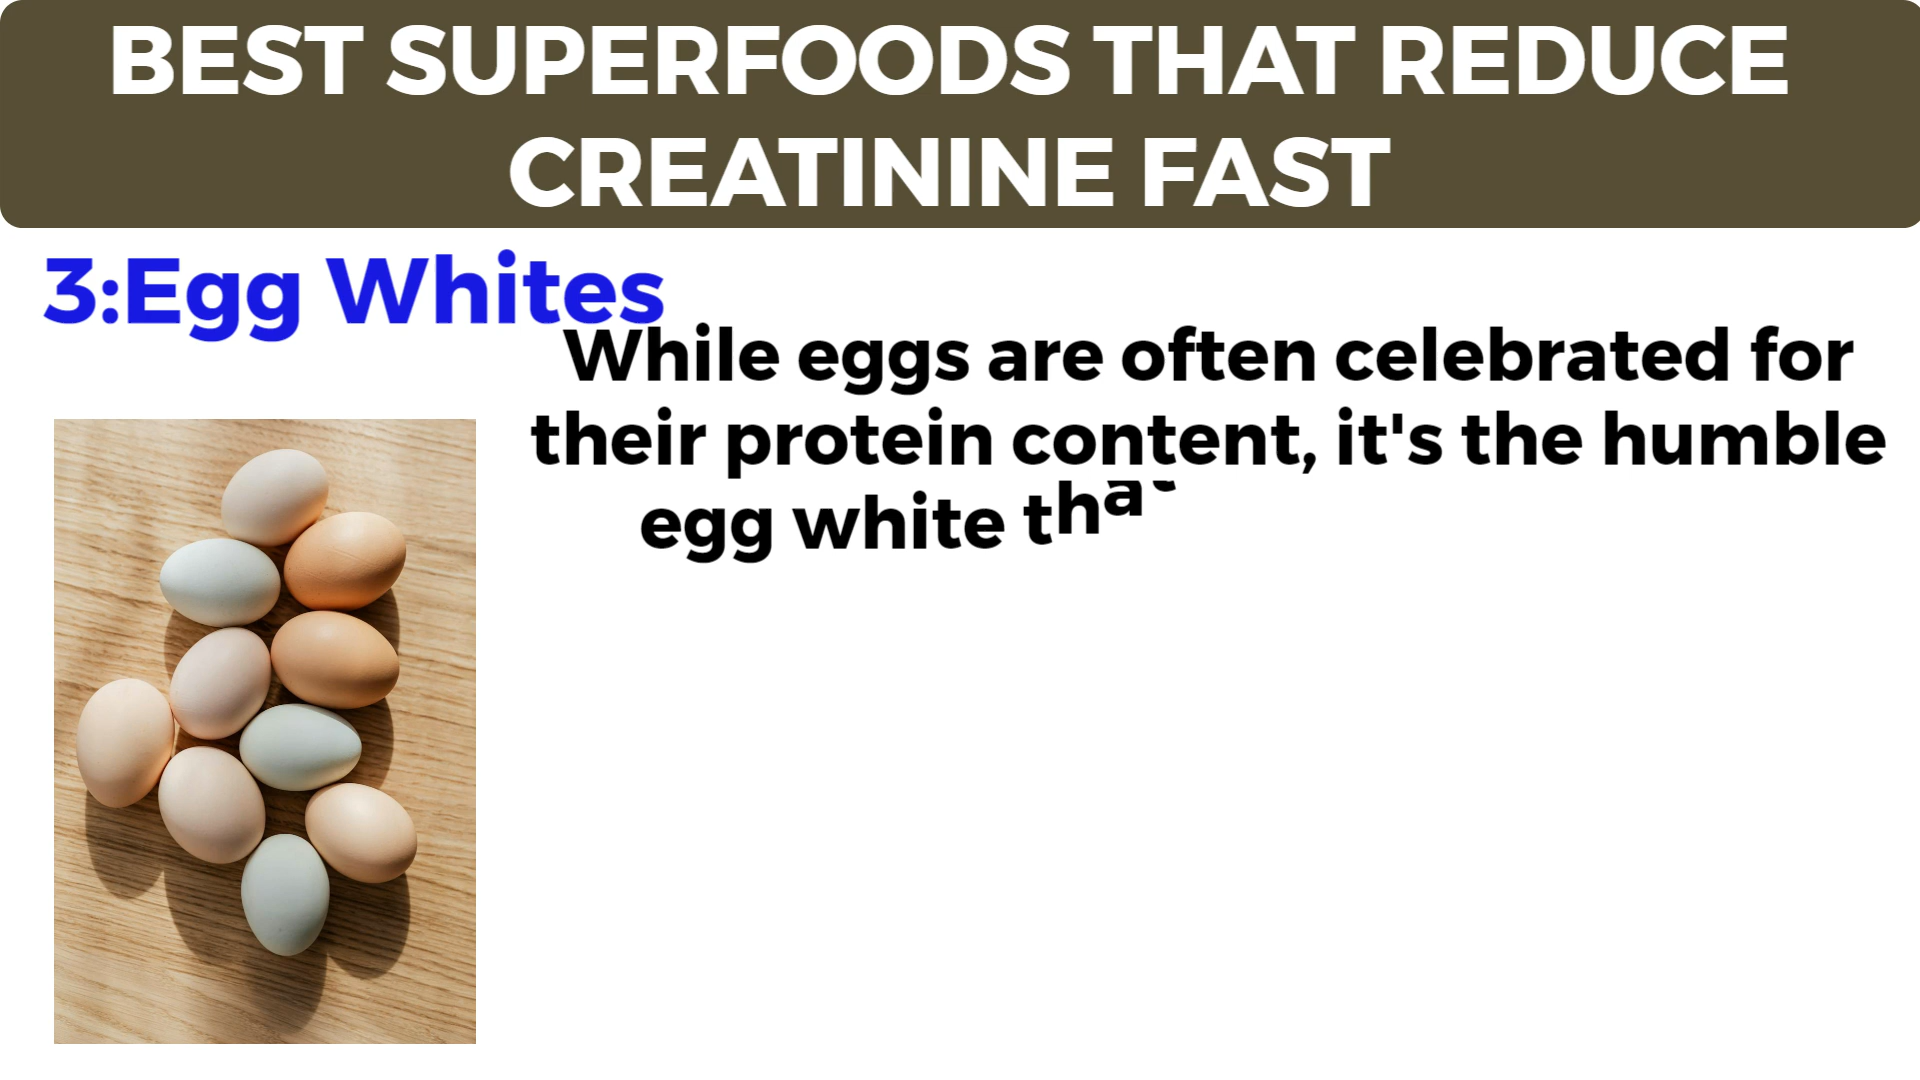 BEST SUPERFOODS THAT REDUCE
CREATININE FAST
3:Egg Whites
While eggs are often celebrated for
their protein content, it's the humble
egg white that